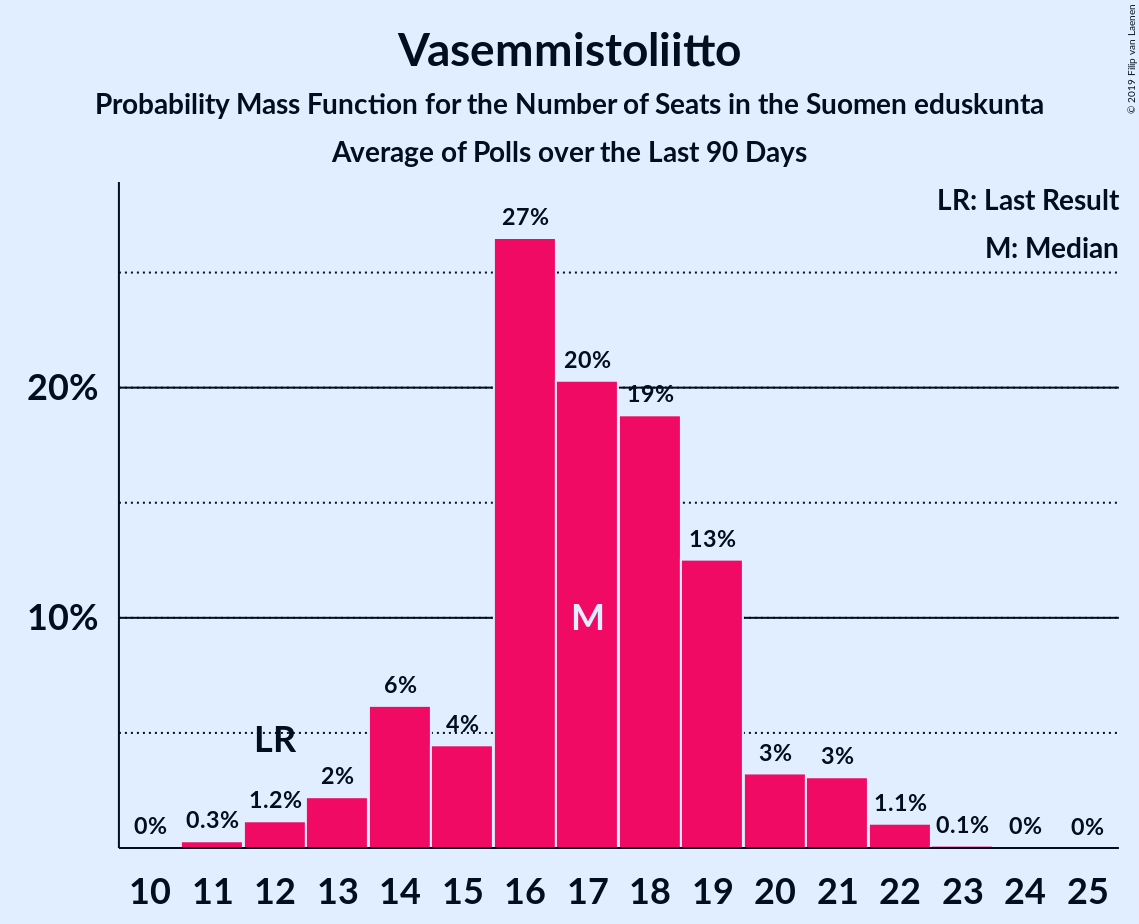 Vasemmistoliitto
Probability Mass Function for the Number of Seats in the Suomen eduskunta
Average of Polls over the Last 90 Days
© 2019 Filip van Laenen
LR: Last Result
M: Median
27%
20%
20%
19%
13%
10%
M
6%
4%
LR
3%
3%
2%
1.2%
1.1%
0%
0.3%
0.1%
0%
0%
10 11 12 13 14 15 16 17 18 19 20 21 22 23 24 25